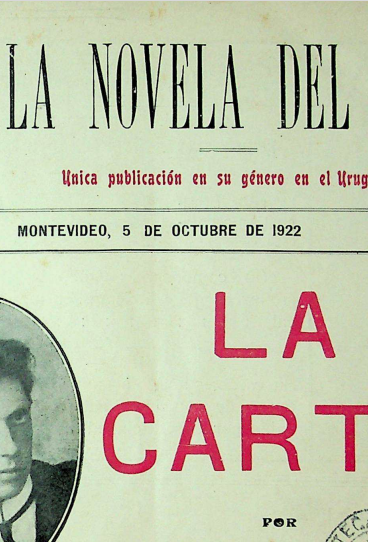 LA NOVELA DEL
Unica publicación en su género en el Urug
MONTEVIDEO, 5 DE OCTUBRE DE 1922
LA
CART
POR